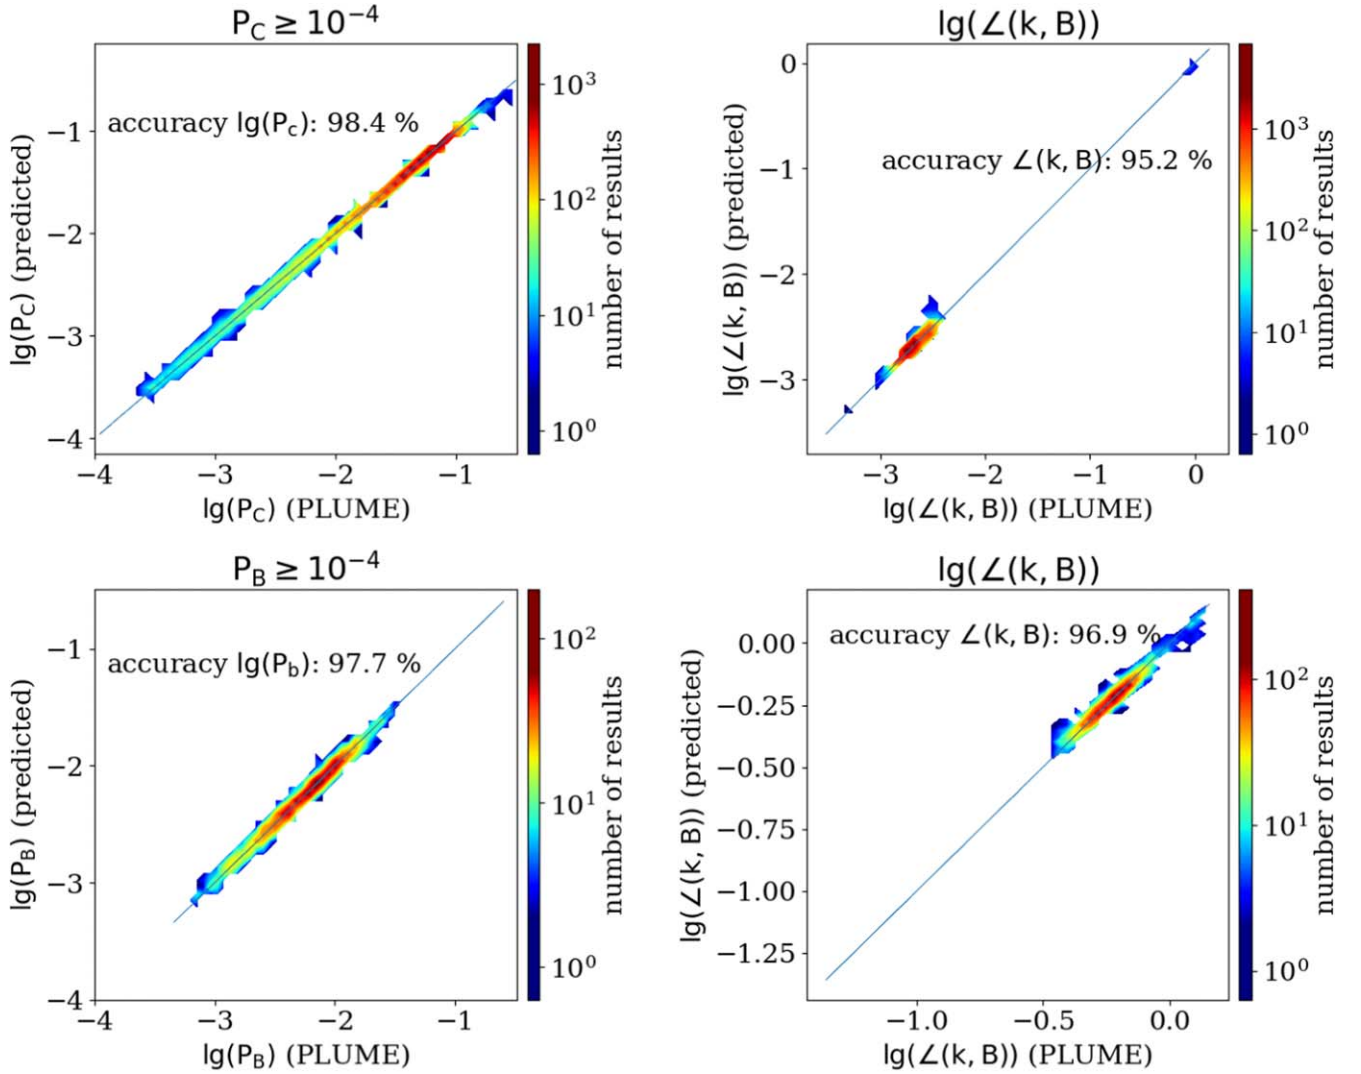 P_C ≥ 10^−4
accuracy lg(P_c): 98.4 %
lg(P_C) (predicted)
−1
−2
−3
−4
−4 −3 −2 −1
lg(P_C) (PLUME)
10^3
10^2
10^1
10^0
number of results
lg(∠(k, B))
accuracy ∠(k, B): 95.2 %
lg(∠(k, B)) (predicted)
0
−1
−2
−3
−3 −2 −1 0
lg(∠(k, B)) (PLUME)
10^3
10^2
10^1
10^0
number of results
P_B ≥ 10^−4
accuracy lg(P_b): 97.7 %
lg(P_B) (predicted)
−1
−2
−3
−4
−4 −3 −2 −1
lg(P_B) (PLUME)
10^2
10^1
10^0
number of results
lg(∠(k, B))
accuracy ∠(k, B): 96.9 %
lg(∠(k, B)) (predicted)
0.00
−0.25
−0.50
−0.75
−1.00
−1.25
−1.0 −0.5 0.0
lg(∠(k, B)) (PLUME)
10^2
10^1
10^0
number of results